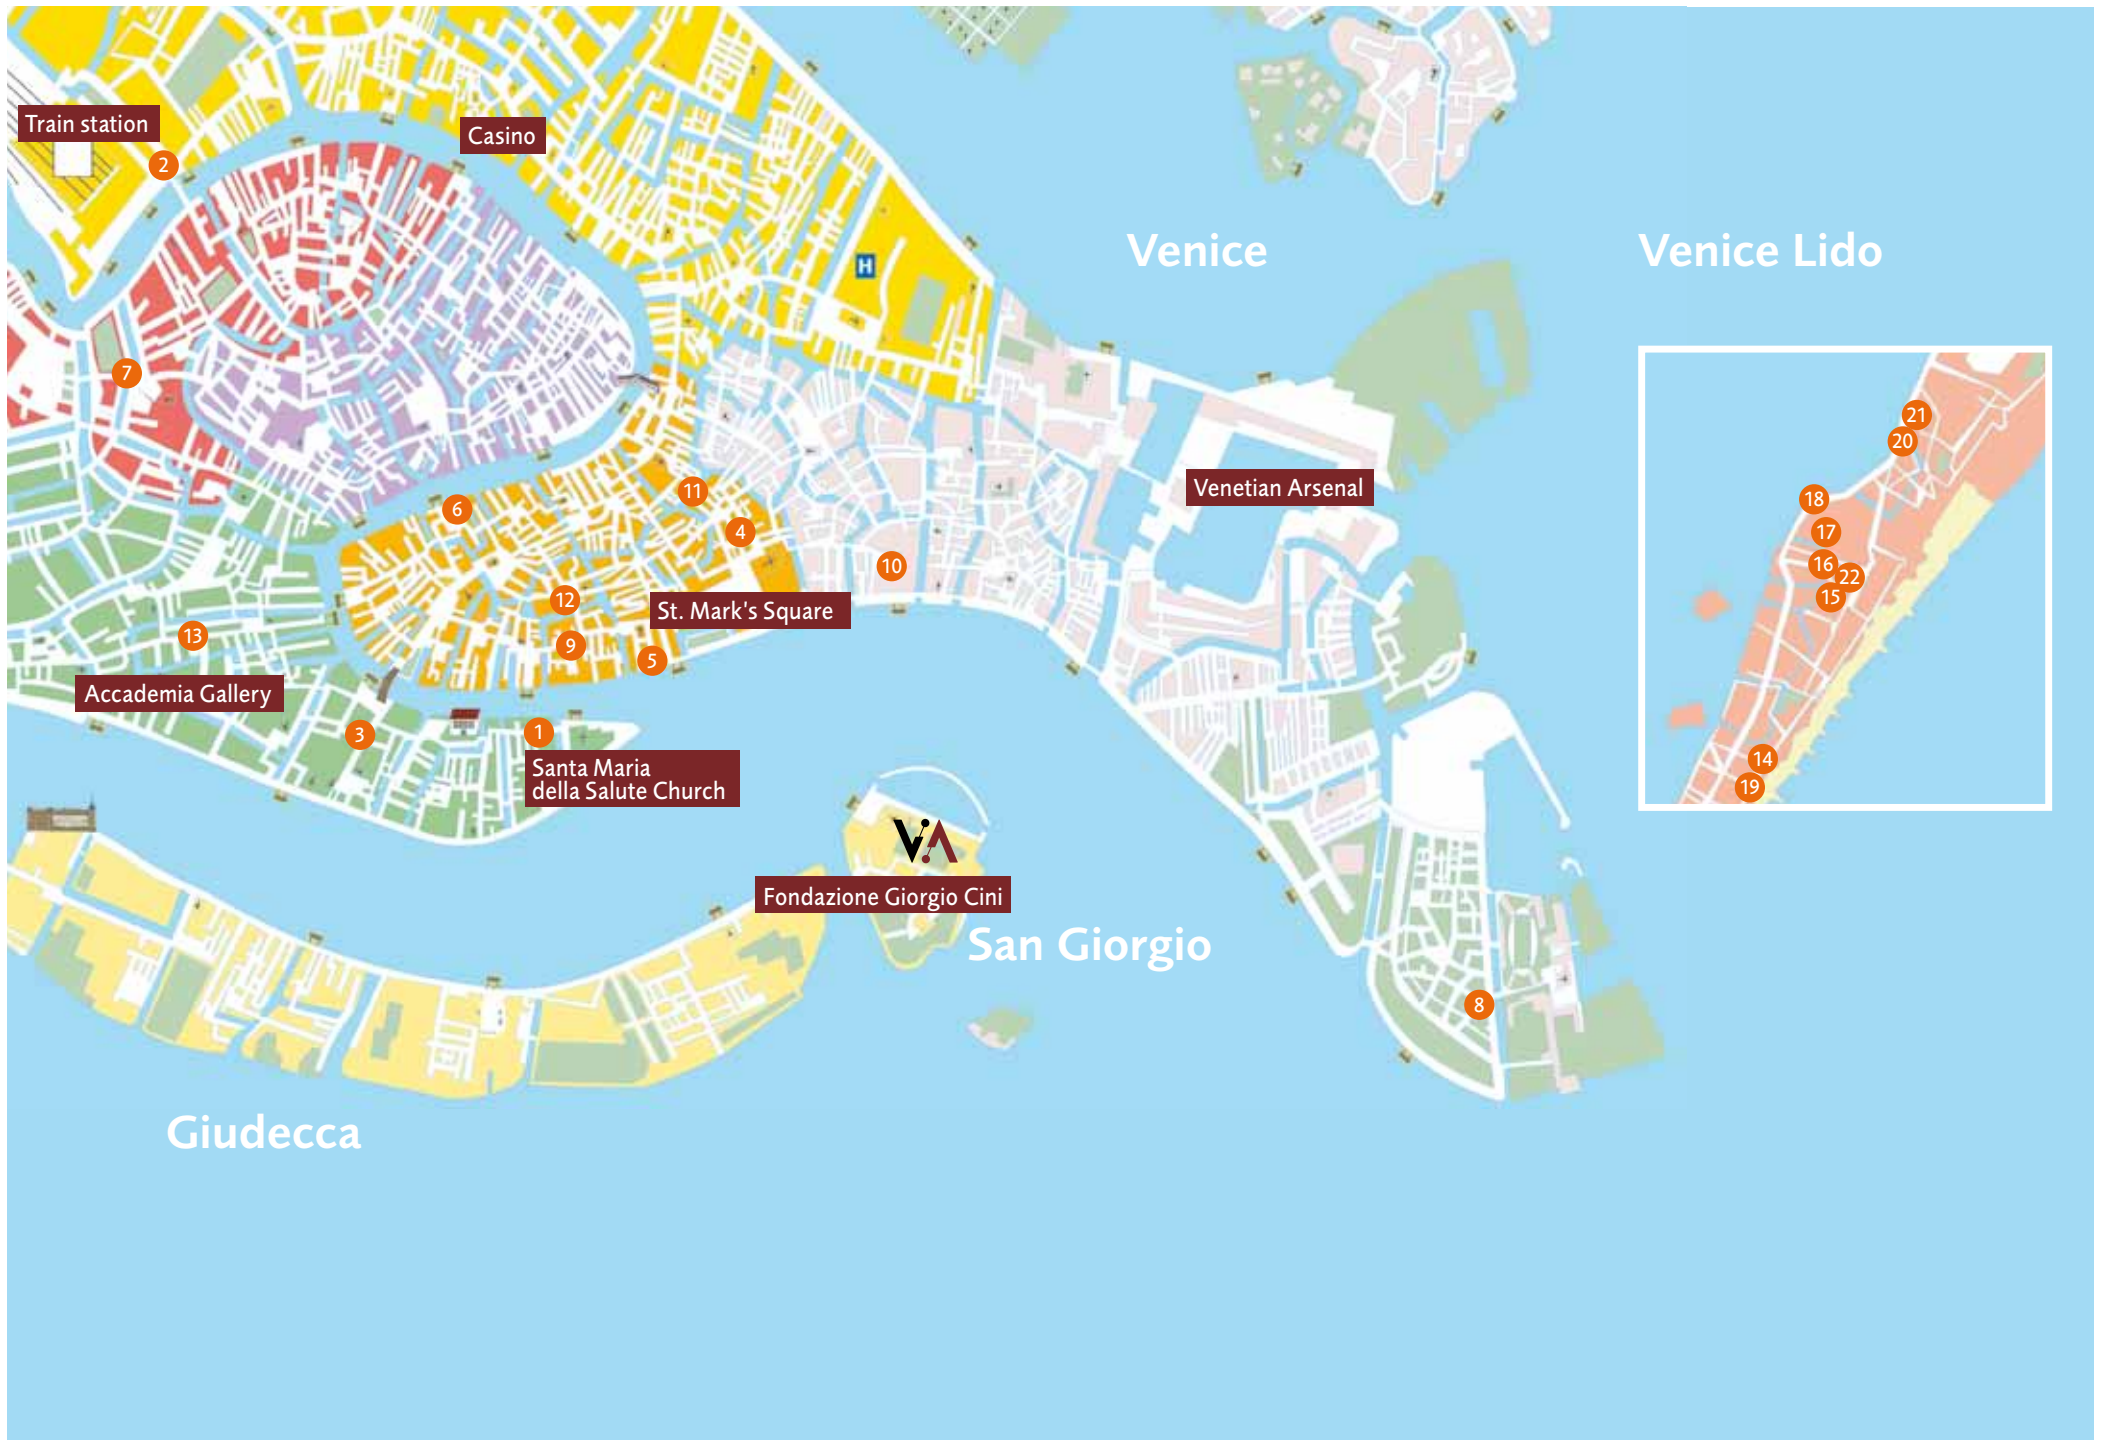 Train station
2
Casino
Venice
Venice Lido
H
7
6
11
4
10
Venetian Arsenal
12
St. Mark's Square
13
9
5
Accademia Gallery
3
1
Santa Maria
della Salute Church
21
20
18
17
16
22
15
14
19
VA
Fondazione Giorgio Cini
San Giorgio
8
Giudecca